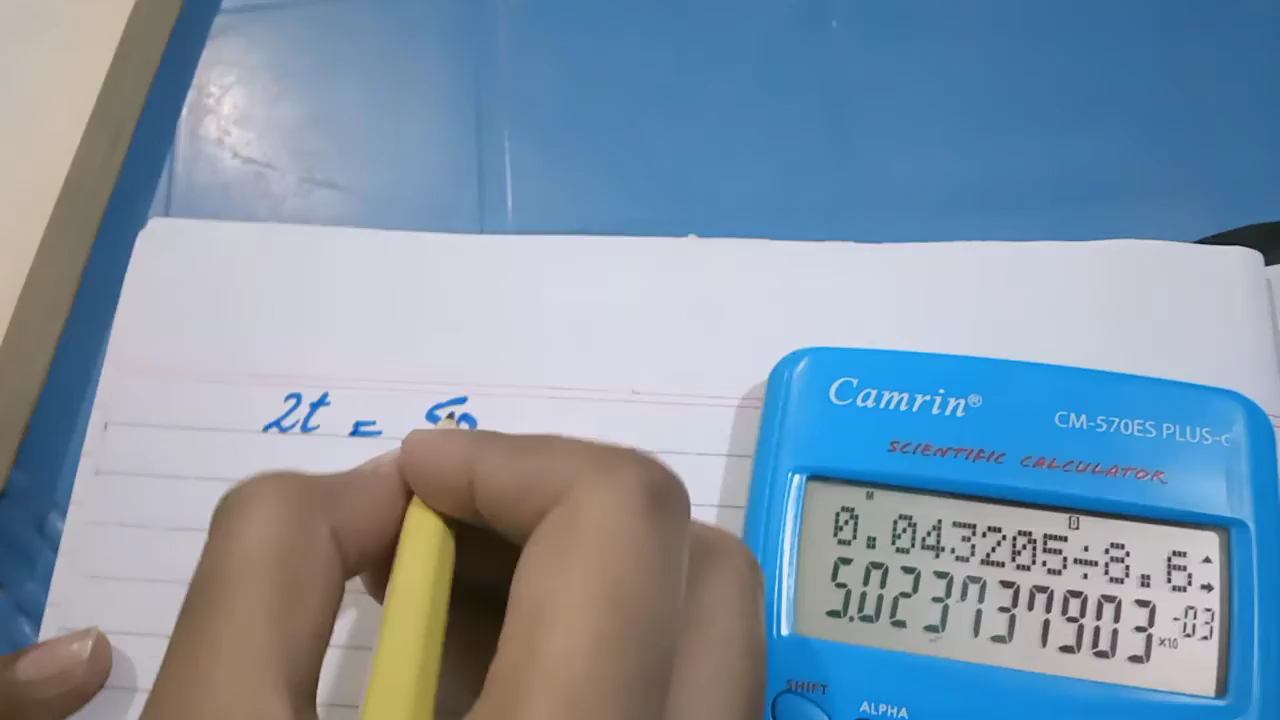 2t =
Camrin®
CM-570ES PLUS-c
SCIENTIFIC CALCULATOR
M D
0.043205÷8.6
5.023737903 ×10 -03
SHIFT
ALPHA